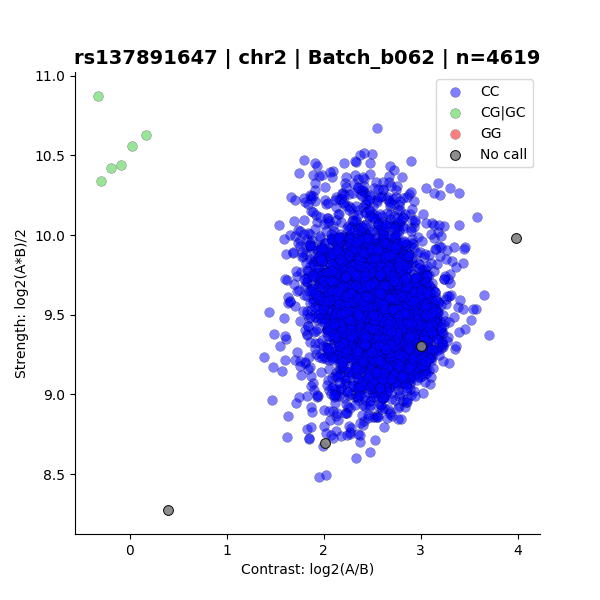 rs137891647 | chr2 | Batch_b062 | n=4619
CC
CG|GC
GG
No call
11.0
10.5
10.0
9.5
9.0
8.5
Strength: log2(A*B)/2
0 1 2 3 4
Contrast: log2(A/B)